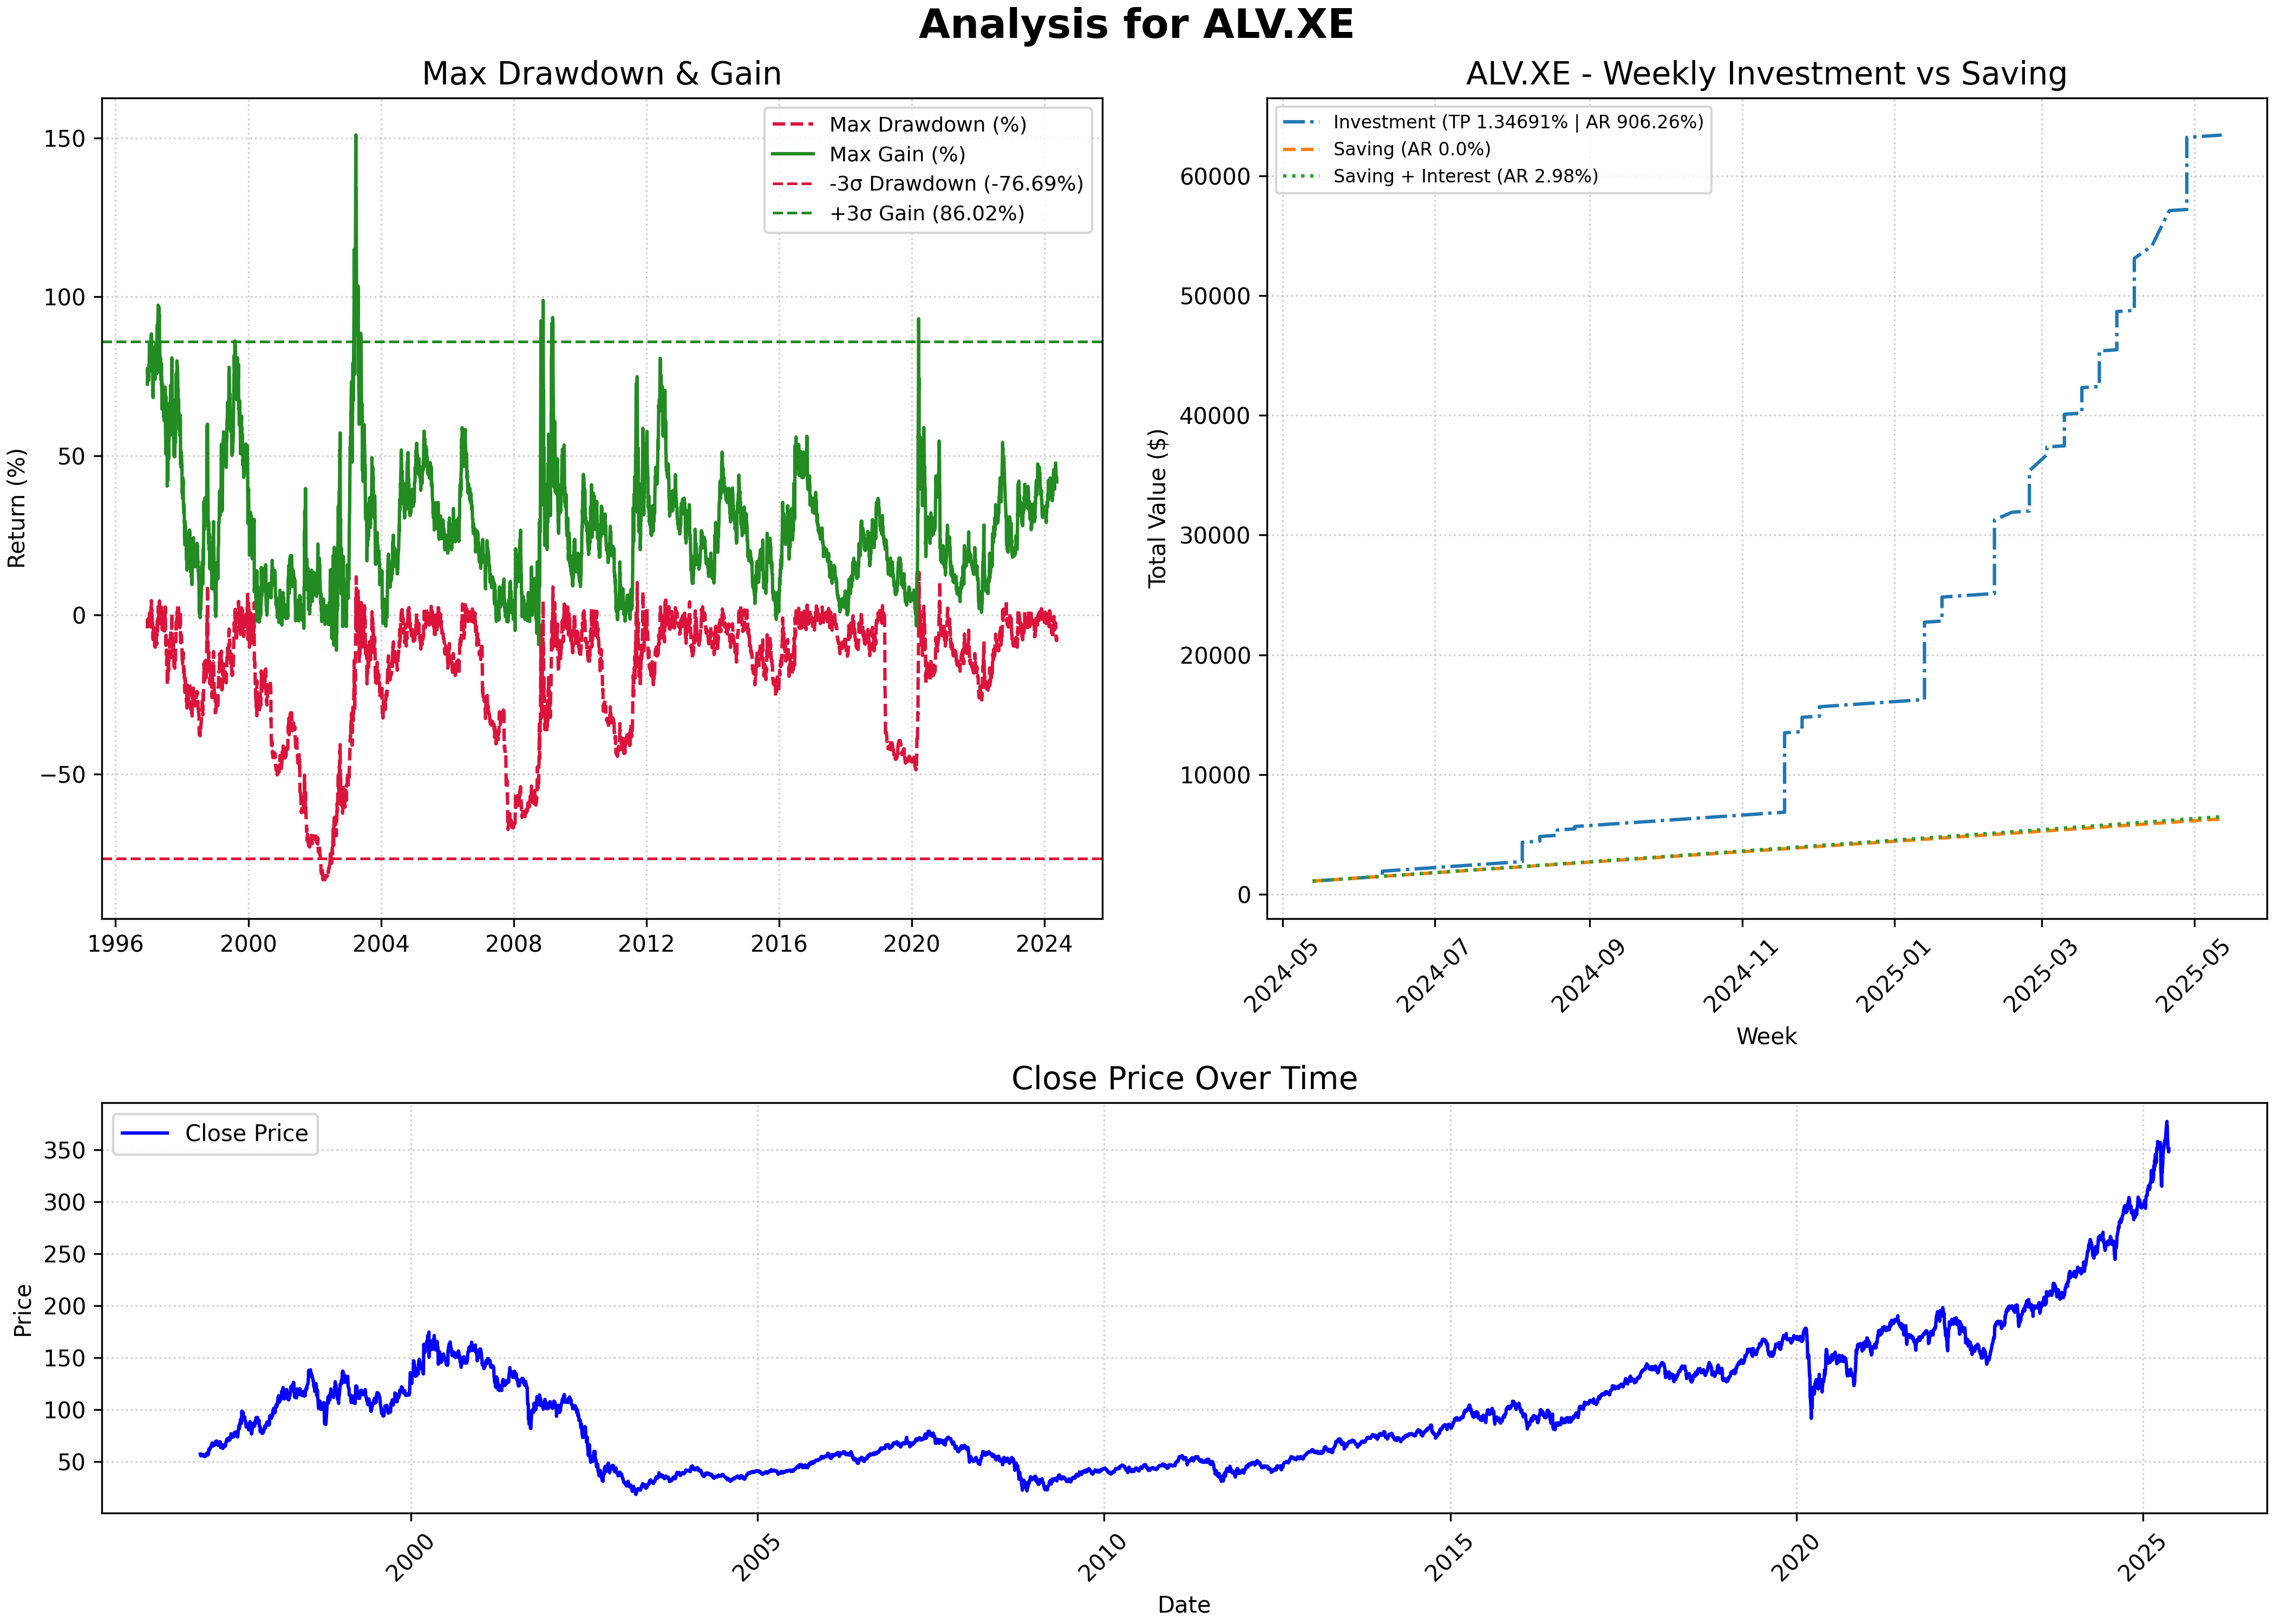 Analysis for ALV.XE
Max Drawdown & Gain
Return (%)
150
100
50
0
−50
1996
2000
2004
2008
2012
2016
2020
2024
Max Drawdown (%)
Max Gain (%)
-3σ Drawdown (-76.69%)
+3σ Gain (86.02%)
ALV.XE - Weekly Investment vs Saving
Total Value ($)
60000
50000
40000
30000
20000
10000
0
2024-05
2024-07
2024-09
2024-11
2025-01
2025-03
2025-05
Week
Investment (TP 1.34691% | AR 906.26%)
Saving (AR 0.0%)
Saving + Interest (AR 2.98%)
Close Price Over Time
Price
350
300
250
200
150
100
50
2000
2005
2010
2015
2020
2025
Date
Close Price